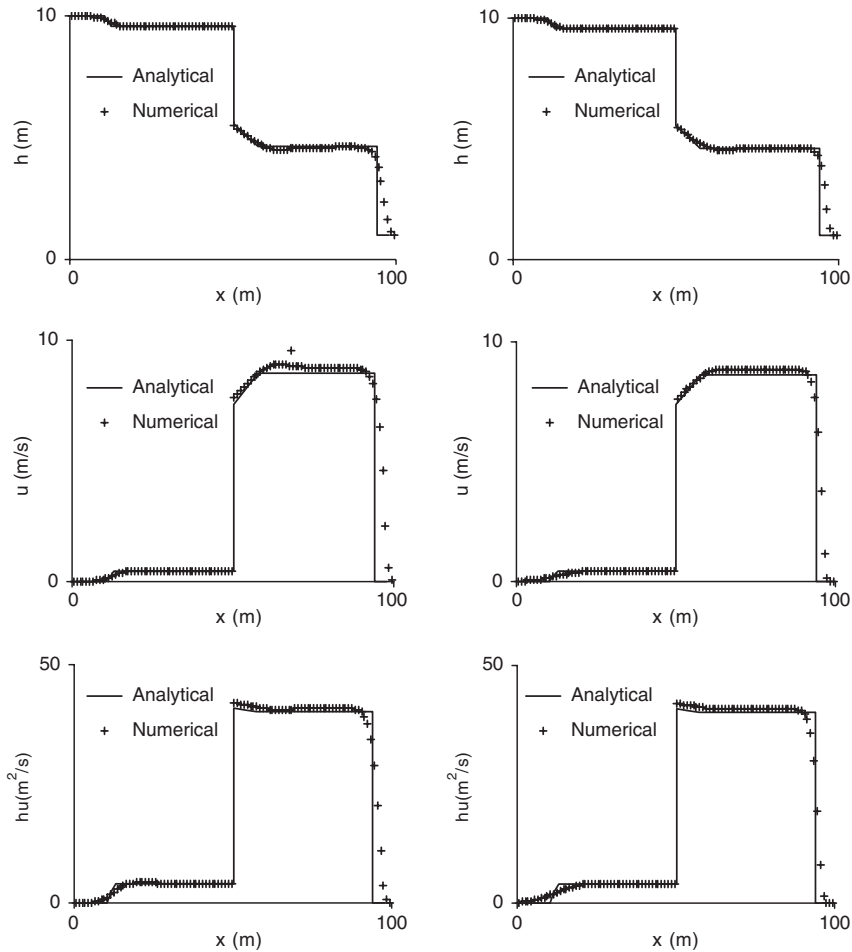 10
Analytical
Numerical
h (m)
0
0
100
x (m)
10
Analytical
Numerical
h (m)
0
0
100
x (m)
10
Analytical
Numerical
u (m/s)
0
0
100
x (m)
10
Analytical
Numerical
u (m/s)
0
0
100
x (m)
50
Analytical
Numerical
hu(m²/s)
0
0
100
x (m)
50
Analytical
Numerical
hu(m²/s)
0
0
100
x (m)